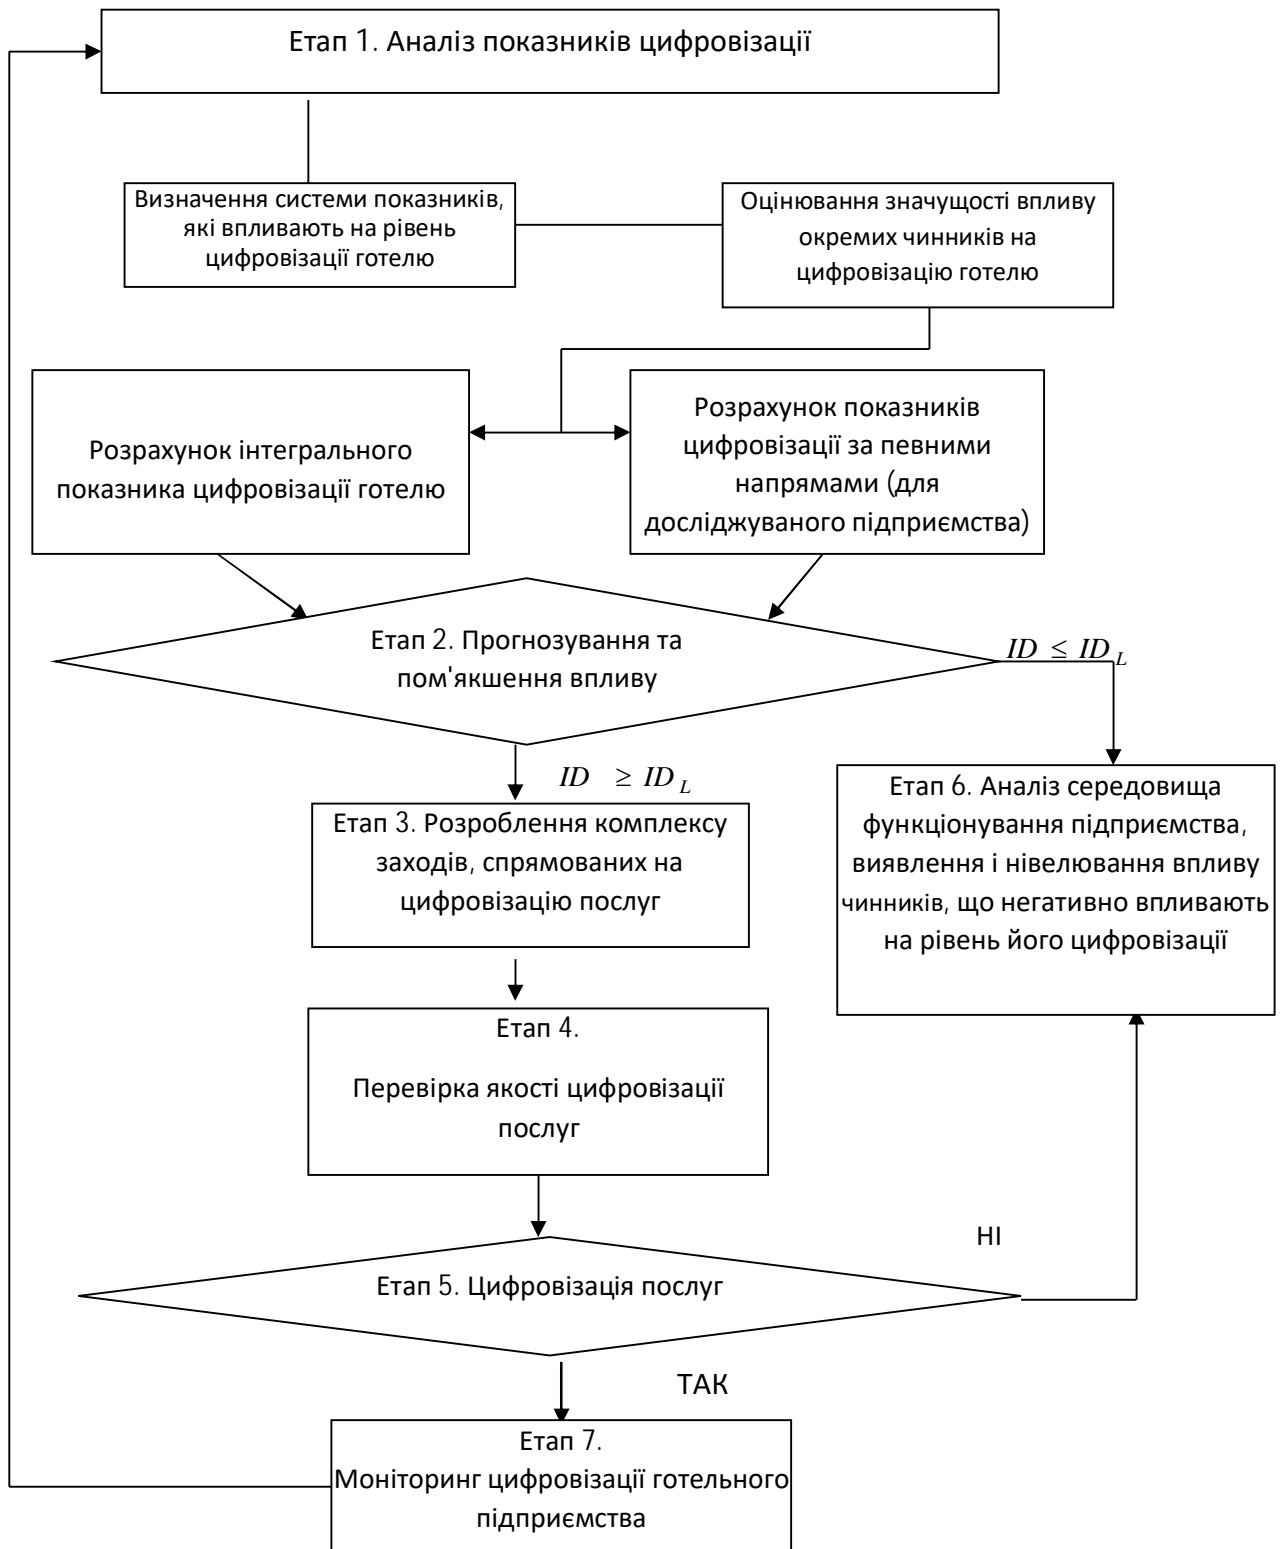 Етап 1. Аналіз показників цифровізації
Визначення системи показників,
які впливають на рівень
цифровізації готелю
Оцінювання значущості впливу
окремих чинників на
цифровізацію готелю
Розрахунок інтегрального
показника цифровізації готелю
Розрахунок показників
цифровізації за певними
напрямами (для
досліджуваного підприємства)
Етап 2. Прогнозування та
пом'якшення впливу
ID ≤ ID L
ID ≥ ID L
Етап 3. Розроблення комплексу
заходів, спрямованих на
цифровізацію послуг
Етап 6. Аналіз середовища
функціонування підприємства,
виявлення і нівелювання впливу
чинників, що негативно впливають
на рівень його цифровізації
Етап 4.
Перевірка якості цифровізації
послуг
НІ
Етап 5. Цифровізація послуг
ТАК
Етап 7.
Моніторинг цифровізації готельного
підприємства